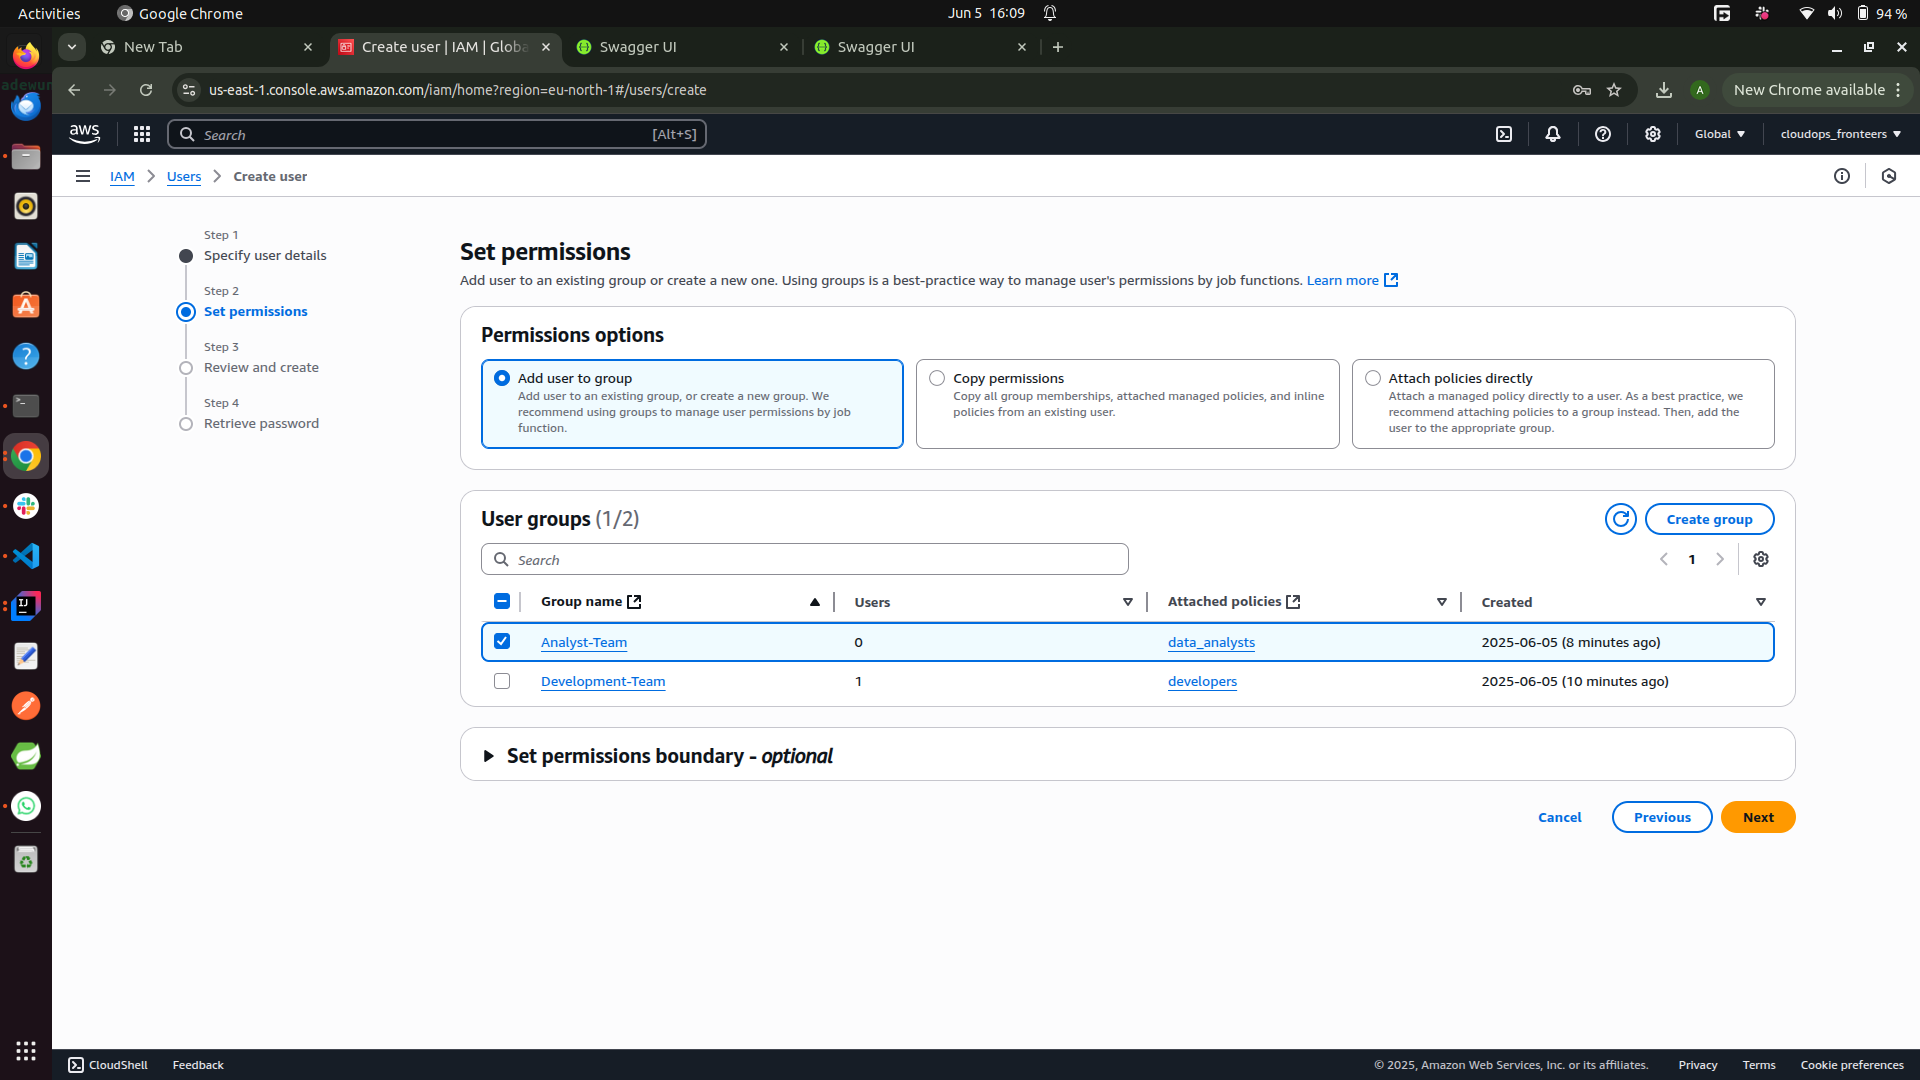 Activities
Google Chrome
Jun 5 16:09
94 %
New Tab
Create user | IAM | Globa
Swagger UI
Swagger UI
adewur
us-east-1.console.aws.amazon.com/iam/home?region=eu-north-1#/users/create
A
New Chrome available
aws
Search
[Alt+S]
Global
cloudops_fronteers
IAM
Users
Create user
Step 1
Specify user details
Step 2
Set permissions
Step 3
Review and create
Step 4
Retrieve password
Set permissions
Add user to an existing group or create a new one. Using groups is a best-practice way to manage user's permissions by job functions. Learn more
Permissions options
Add user to group
Add user to an existing group, or create a new group. We
recommend using groups to manage user permissions by job
function.
Copy permissions
Copy all group memberships, attached managed policies, and inline
policies from an existing user.
Attach policies directly
Attach a managed policy directly to a user. As a best practice, we
recommend attaching policies to a group instead. Then, add the
user to the appropriate group.
User groups (1/2)
Create group
Search
1
Group name Users Attached policies Created
Analyst-Team 0 data_analysts 2025-06-05 (8 minutes ago)
Development-Team 1 developers 2025-06-05 (10 minutes ago)
Set permissions boundary - optional
Cancel
Previous
Next
IJ
CloudShell
Feedback
© 2025, Amazon Web Services, Inc. or its affiliates.
Privacy
Terms
Cookie preferences